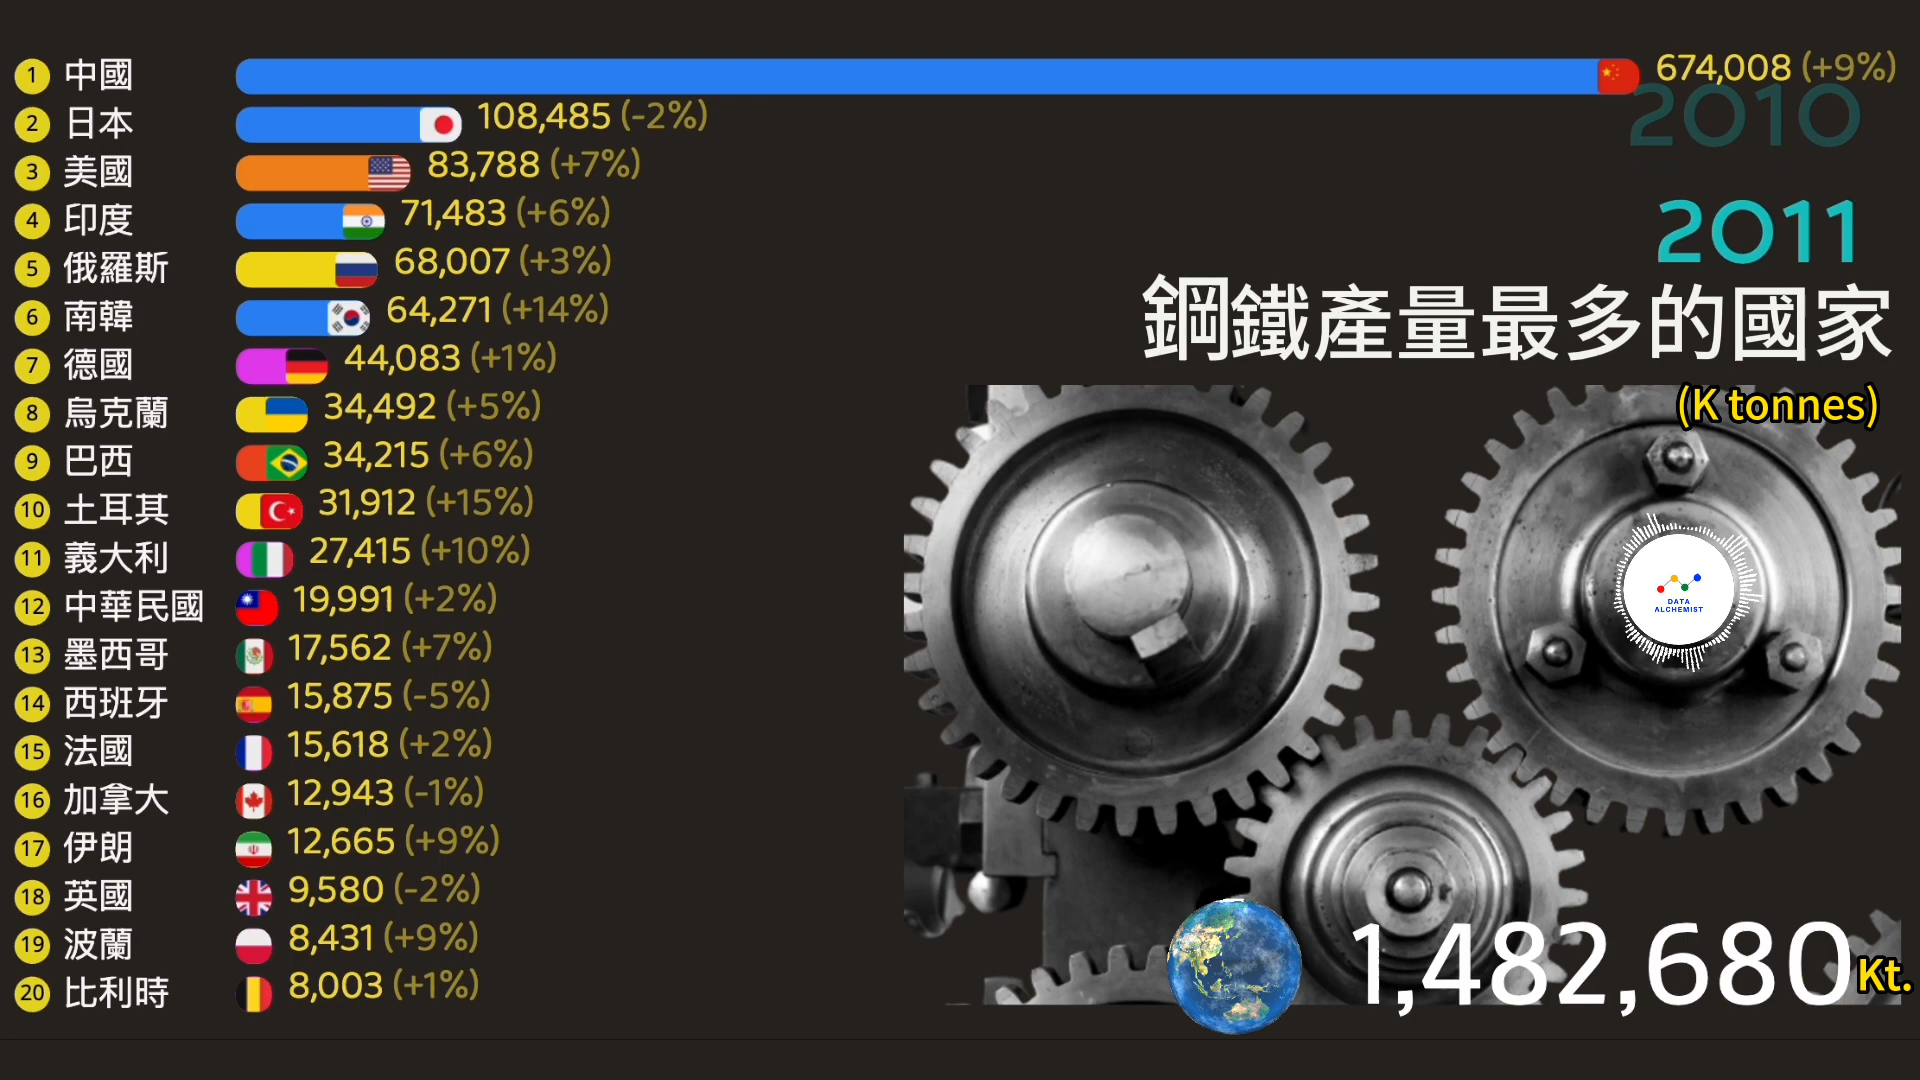 1 中國 674,008 (+9%)
2010
2 日本 108,485 (-2%)
3 美國 83,788 (+7%)
4 印度 71,483 (+6%)
2011
5 俄羅斯 68,007 (+3%)
6 南韓 64,271 (+14%)
鋼鐵產量最多的國家
7 德國 44,083 (+1%)
8 烏克蘭 34,492 (+5%)
(K tonnes)
9 巴西 34,215 (+6%)
10 土耳其 31,912 (+15%)
11 義大利 27,415 (+10%)
12 中華民國 19,991 (+2%)
DATA
ALCHEMIST
13 墨西哥 17,562 (+7%)
14 西班牙 15,875 (-5%)
15 法國 15,618 (+2%)
16 加拿大 12,943 (-1%)
17 伊朗 12,665 (+9%)
18 英國 9,580 (-2%)
19 波蘭 8,431 (+9%)
20 比利時 8,003 (+1%)
1,482,680 Kt.